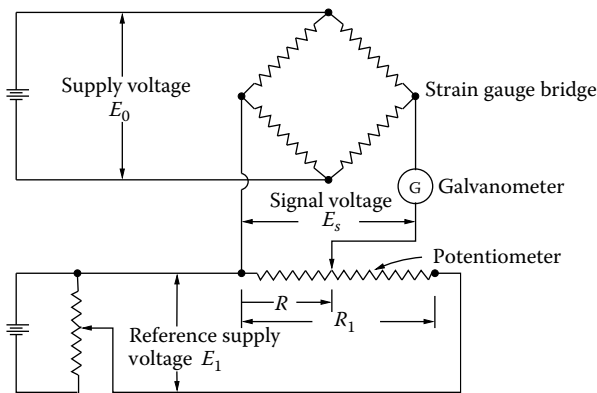 Supply voltage
E₀
Strain gauge bridge
G
Galvanometer
Signal voltage
Eₛ
Potentiometer
R
R₁
Reference supply
voltage E₁